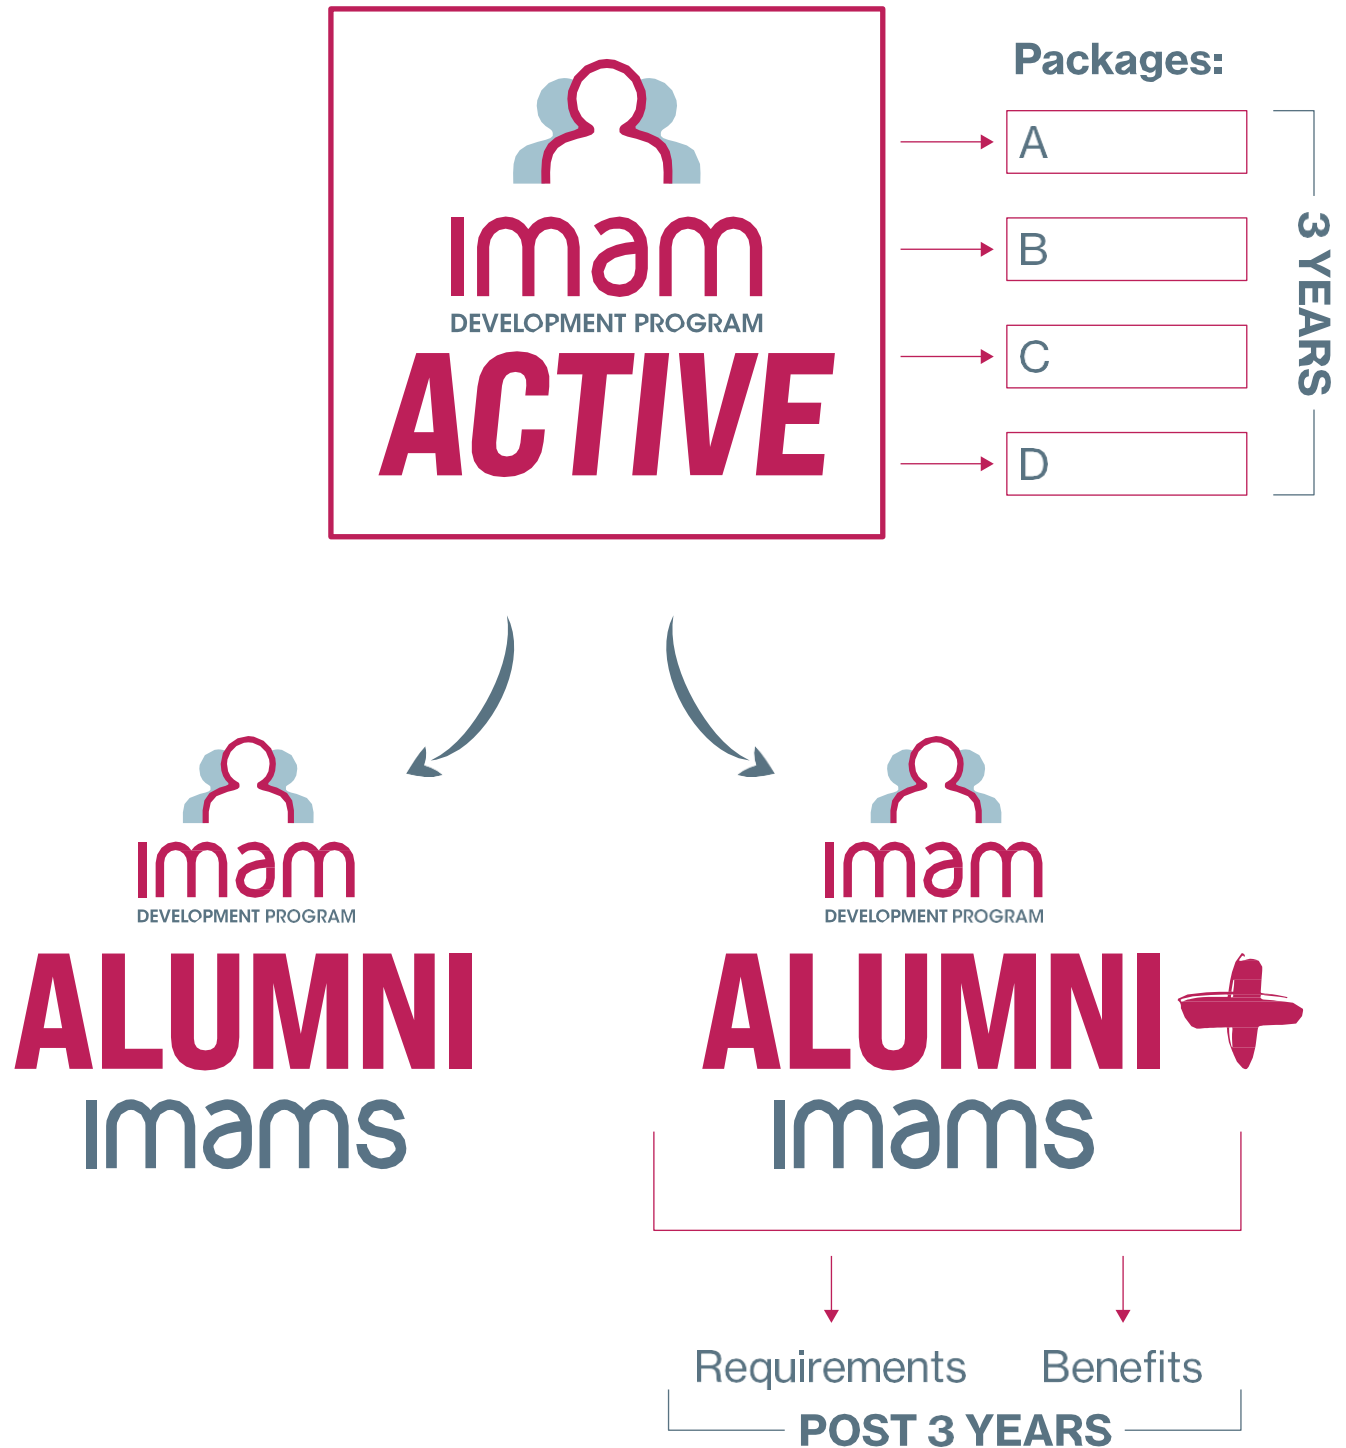 Packages:
A
B
C
D
3 YEARS
imam
DEVELOPMENT PROGRAM
ACTIVE
imam
DEVELOPMENT PROGRAM
ALUMNI
imams
imam
DEVELOPMENT PROGRAM
ALUMNI+
imams
Requirements
Benefits
POST 3 YEARS